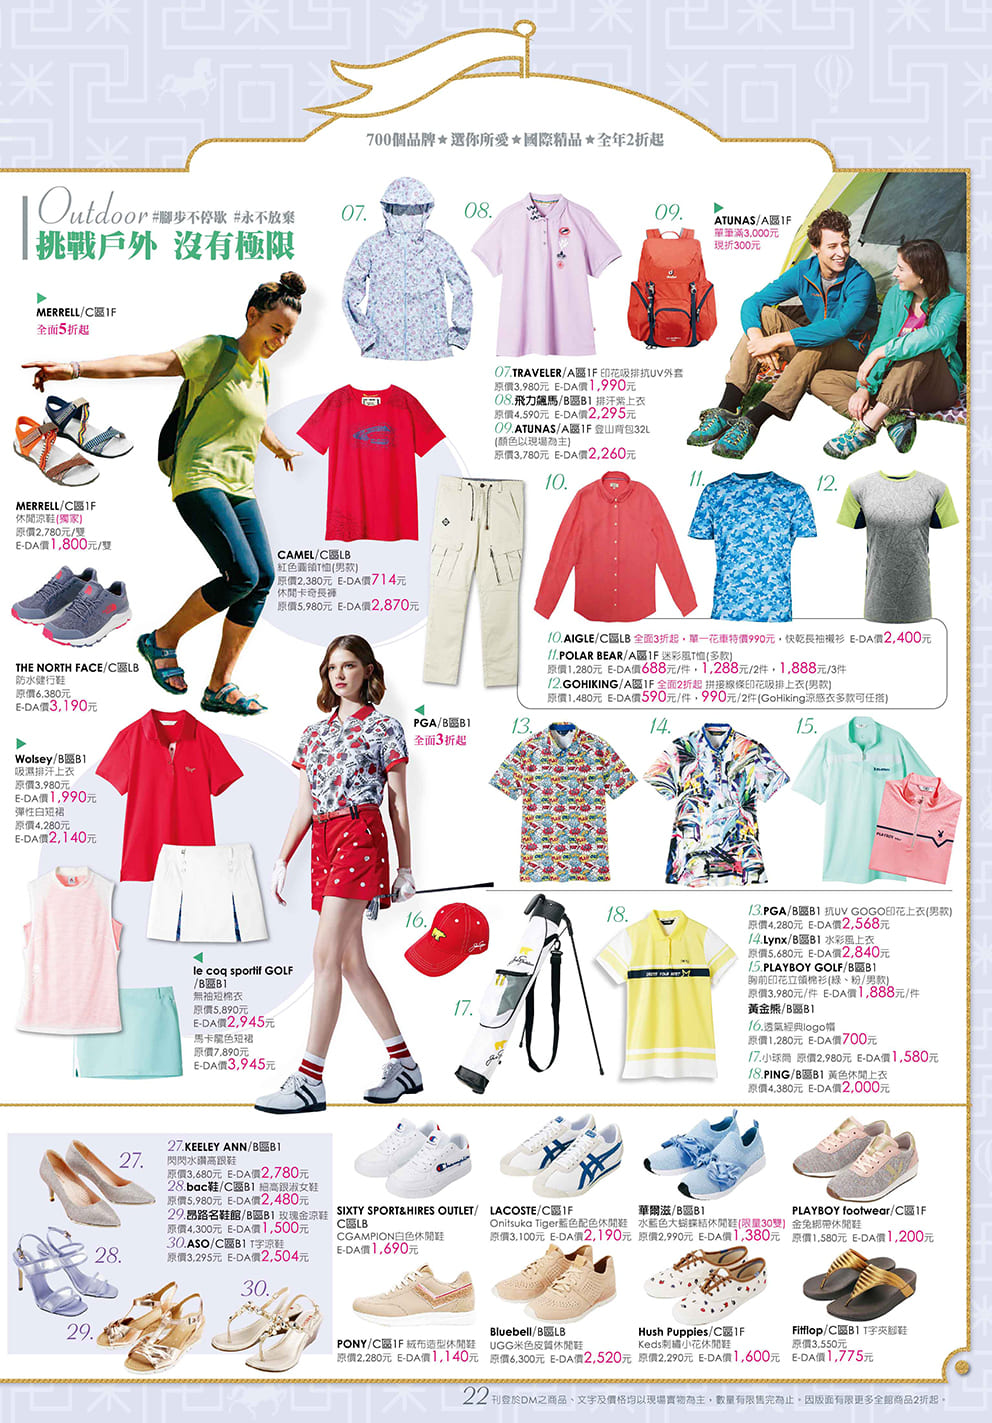 700個品牌★選你所愛★國際精品★全年2折起
Outdoor #腳步不停歇 #永不放棄
挑戰戶外 沒有極限
MERRELL/C區1F
全面5折起
07.
08.
09.
ATUNAS/A區1F
單筆滿3,000元
現折300元
07.TRAVELER/A區1F 印花吸排抗UV外套
原價3,980元 E-DA價1,990元
08.飛力飆馬/B區B1 排汗紫上衣
原價4,590元 E-DA價2,295元
09.ATUNAS/A區1F 登山背包32L
(顏色以現場為主)
原價3,780元 E-DA價2,260元
MERRELL/C區1F
休閒涼鞋(獨家)
原價2,780元/雙
E-DA價1,800元/雙
CAMEL/C區LB
紅色圓領T恤(男款)
原價2,380元 E-DA價714元
休閒卡奇長褲
原價5,980元 E-DA價2,870元
10.
11.
12.
10.AIGLE/C區LB 全面3折起，單一花車特價990元，快乾長袖襯衫 E-DA價2,400元
11.POLAR BEAR/A區1F 迷彩風T恤(多款)
原價1,280元 E-DA價688元/件，1,288元/2件，1,888元/3件
12.GOHIKING/A區1F 全面2折起 拼接線條印花吸排上衣(男款)
原價1,480元 E-DA價590元/件，990元/2件(GoHiking涼感衣多款可任搭)
THE NORTH FACE/C區LB
防水健行鞋
原價6,380元
E-DA價3,190元
PGA/B區B1
全面3折起
Wolsey/B區B1
吸濕排汗上衣
原價3,980元
E-DA價1,990元
彈性白短裙
原價4,280元
E-DA價2,140元
13.
14.
15.
PLAYBOY
le coq sportif GOLF
/B區B1
無袖短棉衣
原價5,890元
E-DA價2,945元
馬卡龍色短裙
原價7,890元
E-DA價3,945元
16.
17.
18.
13.PGA/B區B1 抗UV GOGO印花上衣(男款)
原價4,280元 E-DA價2,568元
14.Lynx/B區B1 水彩風上衣
原價5,680元 E-DA價2,840元
15.PLAYBOY GOLF/B區B1
胸前印花立領棉衫(綠、粉/男款)
原價3,980元/件 E-DA價1,888元/件
黃金熊/B區B1
16.透氣經典logo帽
原價1,280元 E-DA價700元
17.小球筒 原價2,980元 E-DA價1,580元
18.PING/B區B1 黃色休閒上衣
原價4,380元 E-DA價2,000元
27.
27.KEELEY ANN/B區B1
閃閃水鑽高跟鞋
原價3,680元 E-DA價2,780元
28.bac鞋/C區B1 細高跟淑女鞋
原價5,980元 E-DA價2,480元
29.昂路名鞋館/B區B1 玫瑰金涼鞋
原價4,300元 E-DA價1,500元
30.ASO/C區B1 T字涼鞋
原價3,295元 E-DA價2,504元
28.
29.
30.
Champion
SIXTY SPORT&HIRES OUTLET/
C區LB
CGAMPION白色休閒鞋
E-DA價1,690元
LACOSTE/C區1F
Onitsuka Tiger藍色配色休閒鞋
原價3,100元 E-DA價2,190元
華爾滋/B區B1
水藍色大蝴蝶結休閒鞋(限量30雙)
原價2,990元 E-DA價1,380元
PLAYBOY footwear/C區1F
金兔綁帶休閒鞋
原價1,580元 E-DA價1,200元
PONY/C區1F 絨布造型休閒鞋
原價2,280元 E-DA價1,140元
Bluebell/B區LB
UGG米色皮質休閒鞋
原價6,300元 E-DA價2,520元
Hush Puppies/C區1F
Keds刺繡小花休閒鞋
原價2,290元 E-DA價1,600元
Fitflop/C區B1 T字夾腳鞋
原價3,550元
E-DA價1,775元
22 刊登於DM之商品、文字及價格均以現場實物為主，數量有限售完為止。因版面有限更多全館商品2折起。